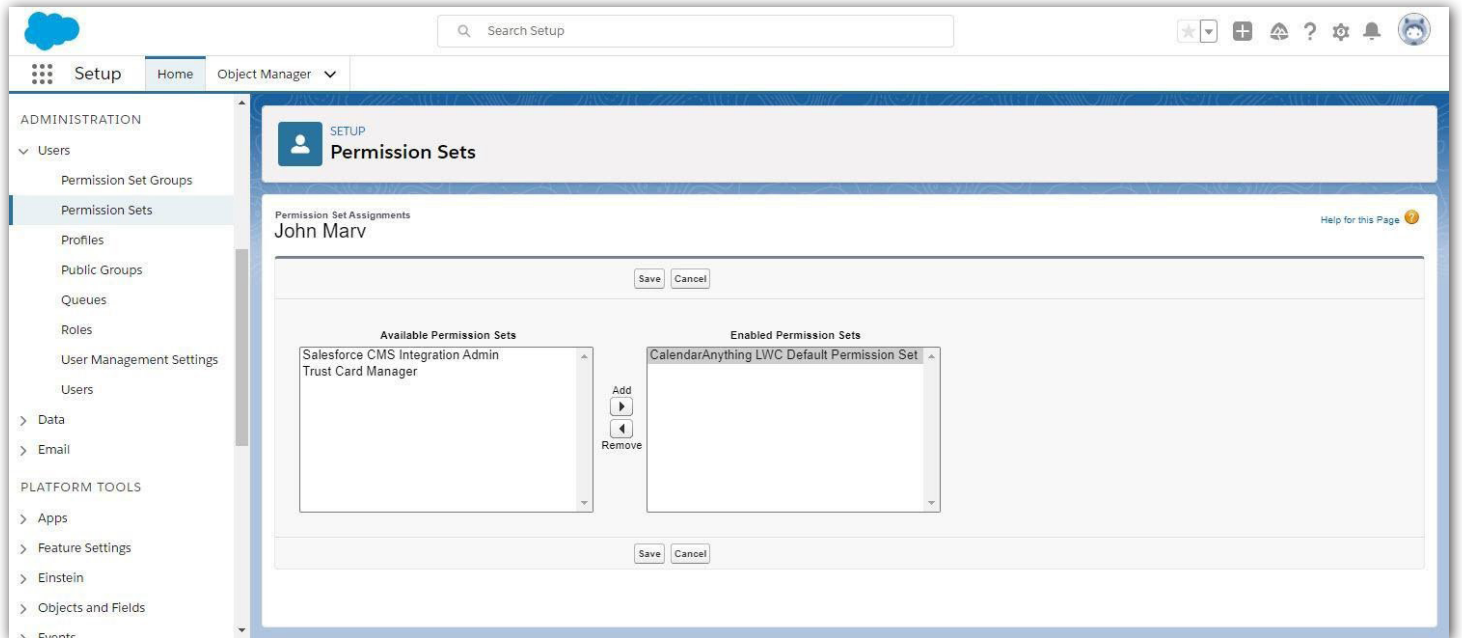 Search Setup
Setup
Home
Object Manager
ADMINISTRATION
Users
Permission Set Groups
Permission Sets
Profiles
Public Groups
Queues
Roles
User Management Settings
Users
Data
Email
PLATFORM TOOLS
Apps
Feature Settings
Einstein
Objects and Fields
Events
SETUP
Permission Sets
Permission Set Assignments
John Marv
Help for this Page
Save Cancel
Available Permission Sets
Salesforce CMS Integration Admin
Trust Card Manager
Add
Remove
Enabled Permission Sets
CalendarAnything LWC Default Permission Set
Save Cancel